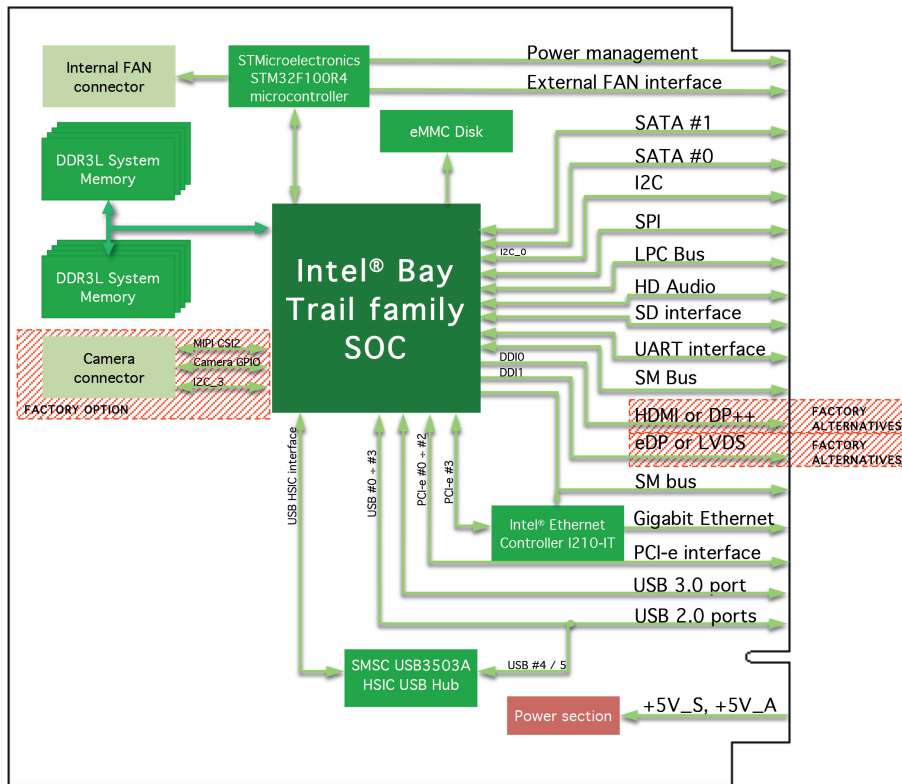 Power management
STMicroelectronics
STM32F100R4
microcontroller
Internal FAN
connector
External FAN interface
eMMC Disk
SATA #1
DDR3L System
Memory
SATA #0
I2C
SPI
I2C_0
LPC Bus
Intel® Bay
Trail family
SOC
DDR3L System
Memory
HD Audio
SD interface
MIPI CSI2
UART interface
Camera
connector
Camera GPIO
DDI0
DDI1
I2C_3
SM Bus
FACTORY OPTION
HDMI or DP++
FACTORY
ALTERNATIVES
eDP or LVDS
FACTORY
ALTERNATIVES
USB HSIC interface
USB #0 ÷ #3
PCI-e #0 ÷ #2
PCI-e #3
SM bus
Intel® Ethernet
Controller I210-IT
Gigabit Ethernet
PCI-e interface
USB 3.0 port
USB 2.0 ports
SMSC USB3503A
HSIC USB Hub
USB #4 / 5
Power section
+5V_S, +5V_A